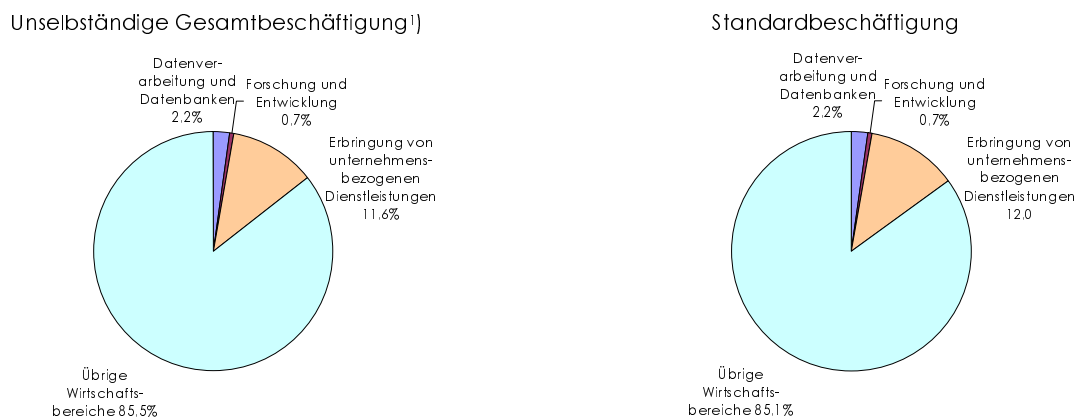 Unselbständige Gesamtbeschäftigung¹)
Datenver-
arbeitung und
Datenbanken
2,2%
Forschung und
Entwicklung
0,7%
Erbringung von
unternehmens-
bezogenen
Dienstleistungen
11,6%
Übrige
Wirtschafts-
bereiche 85,5%
Standardbeschäftigung
Datenver-
arbeitung und
Datenbanken
2,2%
Forschung und
Entwicklung
0,7%
Erbringung von
unternehmens-
bezogenen
Dienstleistungen
12,0
Übrige
Wirtschafts-
bereiche 85,1%